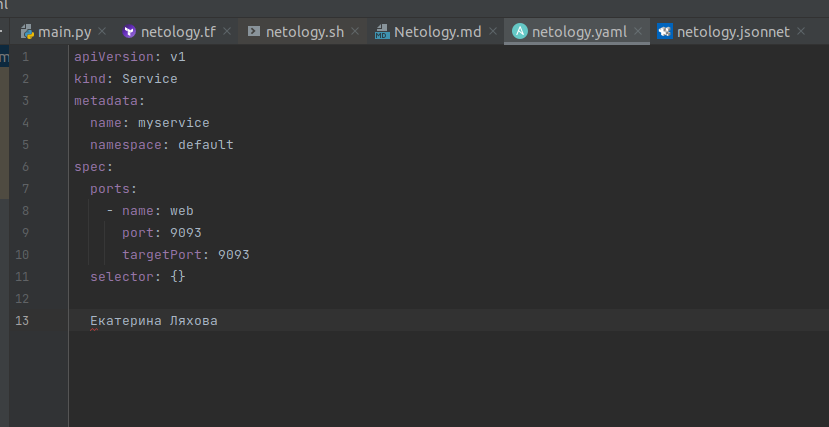 ml
main.py netology.tf netology.sh Netology.md netology.yaml netology.jsonnet
m
1 apiVersion: v1
2 kind: Service
3 metadata:
4 name: myservice
5 namespace: default
6 spec:
7 ports:
8 - name: web
9 port: 9093
10 targetPort: 9093
11 selector: {}
12
13 Екатерина Ляхова